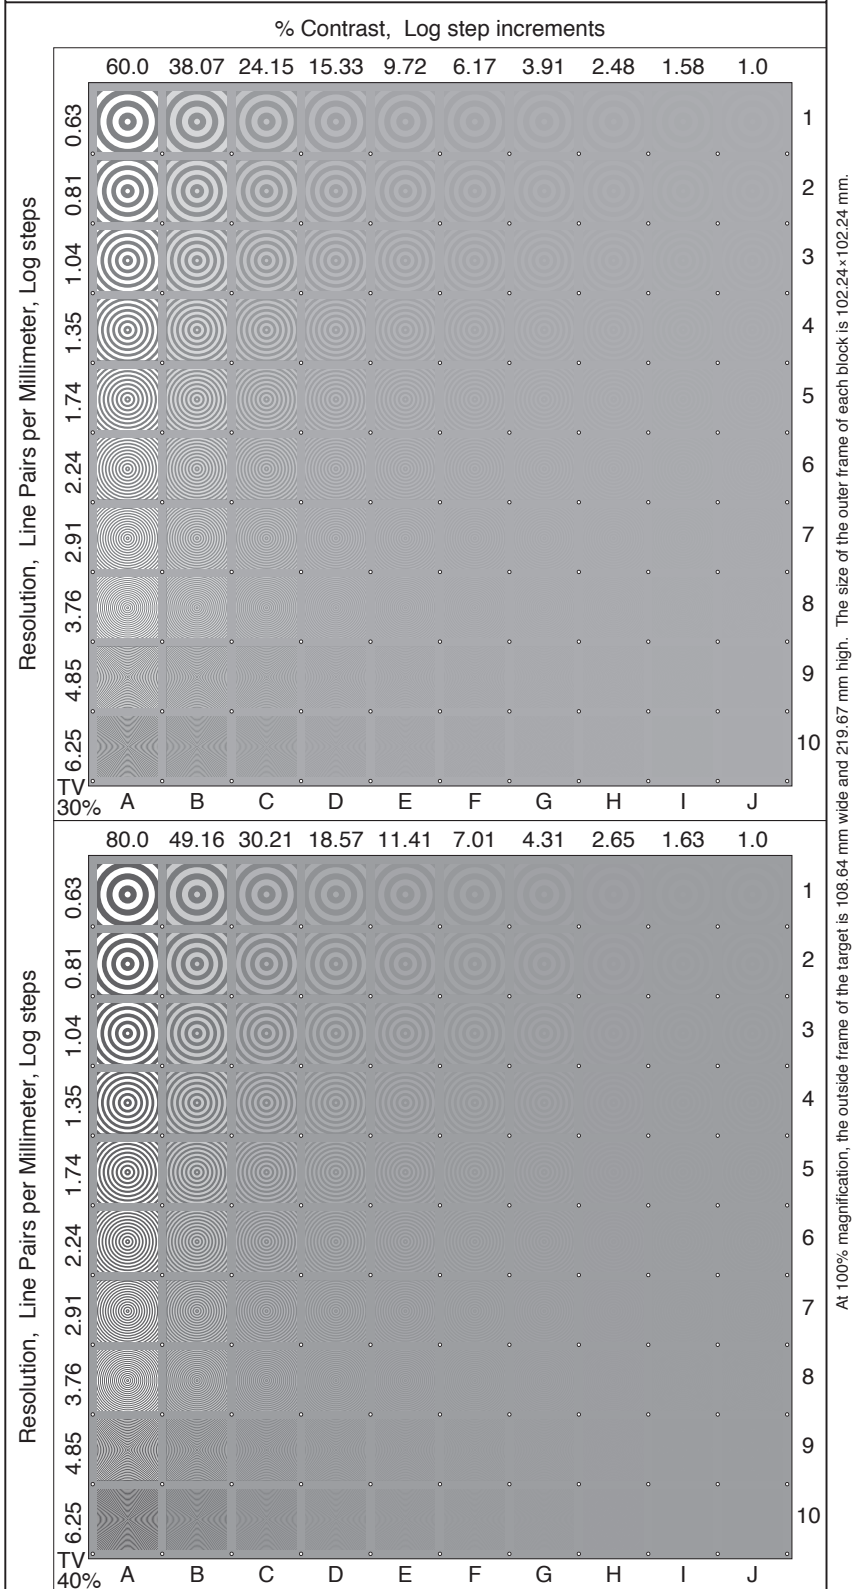 % Contrast, Log step increments
60.0 38.07 24.15 15.33 9.72 6.17 3.91 2.48 1.58 1.0
Resolution, Line Pairs per Millimeter, Log steps
0.63 1
0.81 2
1.04 3
1.35 4
1.74 5
2.24 6
2.91 7
3.76 8
4.85 9
6.25 10
TV
30% A B C D E F G H I J
80.0 49.16 30.21 18.57 11.41 7.01 4.31 2.65 1.63 1.0
Resolution, Line Pairs per Millimeter, Log steps
0.63 1
0.81 2
1.04 3
1.35 4
1.74 5
2.24 6
2.91 7
3.76 8
4.85 9
6.25 10
TV
40% A B C D E F G H I J
At 100% magnification, the outside frame of the target is 108.64 mm wide and 219.67 mm high. The size of the outer frame of each block is 102.24×102.24 mm.